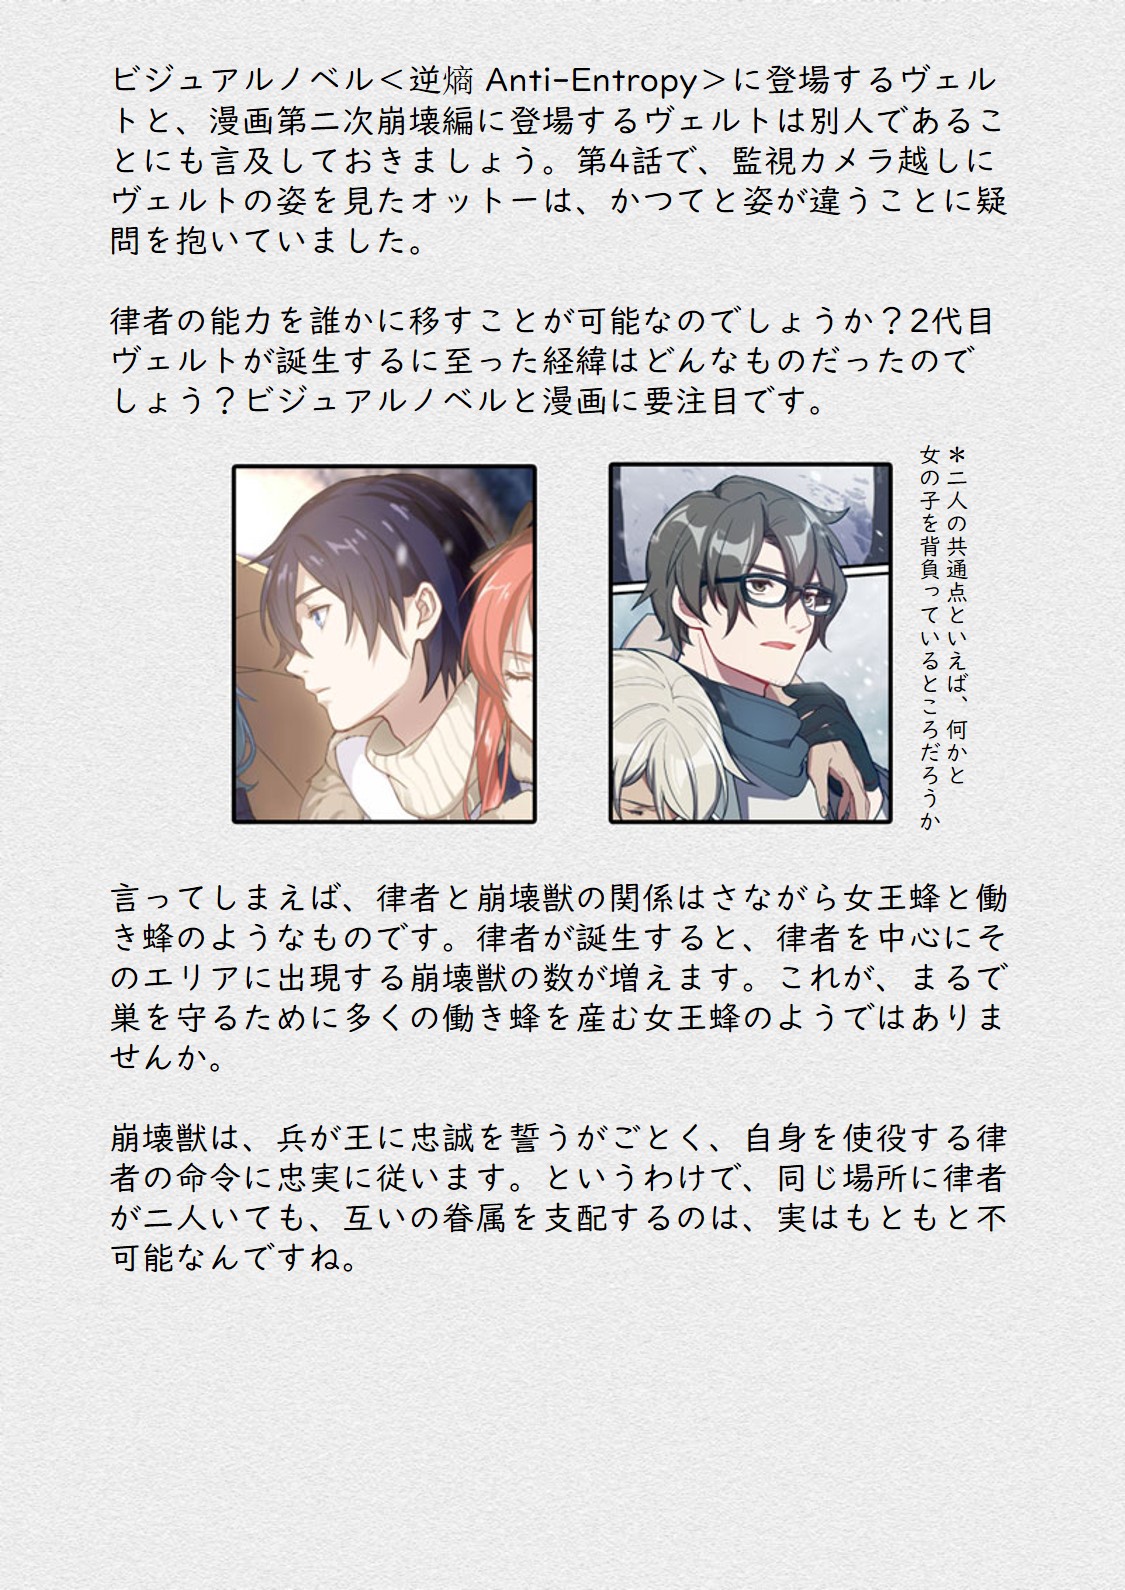 ビジュアルノベル＜逆熵 Anti-Entropy＞に登場するヴェル
トと、漫画第二次崩壊編に登場するヴェルトは別人であるこ
とにも言及しておきましょう。第4話で、監視カメラ越しに
ヴェルトの姿を見たオットーは、かつてと姿が違うことに疑
問を抱いていました。
律者の能力を誰かに移すことが可能なのでしょうか？2代目
ヴェルトが誕生するに至った経緯はどんなものだったので
しょう？ビジュアルノベルと漫画に要注目です。
＊二人の共通点といえば、何かと
女の子を背負っているところだろうか
言ってしまえば、律者と崩壊獣の関係はさながら女王蜂と働
き蜂のようなものです。律者が誕生すると、律者を中心にそ
のエリアに出現する崩壊獣の数が増えます。これが、まるで
巣を守るために多くの働き蜂を産む女王蜂のようではありま
せんか。
崩壊獣は、兵が王に忠誠を誓うがごとく、自身を使役する律
者の命令に忠実に従います。というわけで、同じ場所に律者
が二人いても、互いの眷属を支配するのは、実はもともと不
可能なんですね。